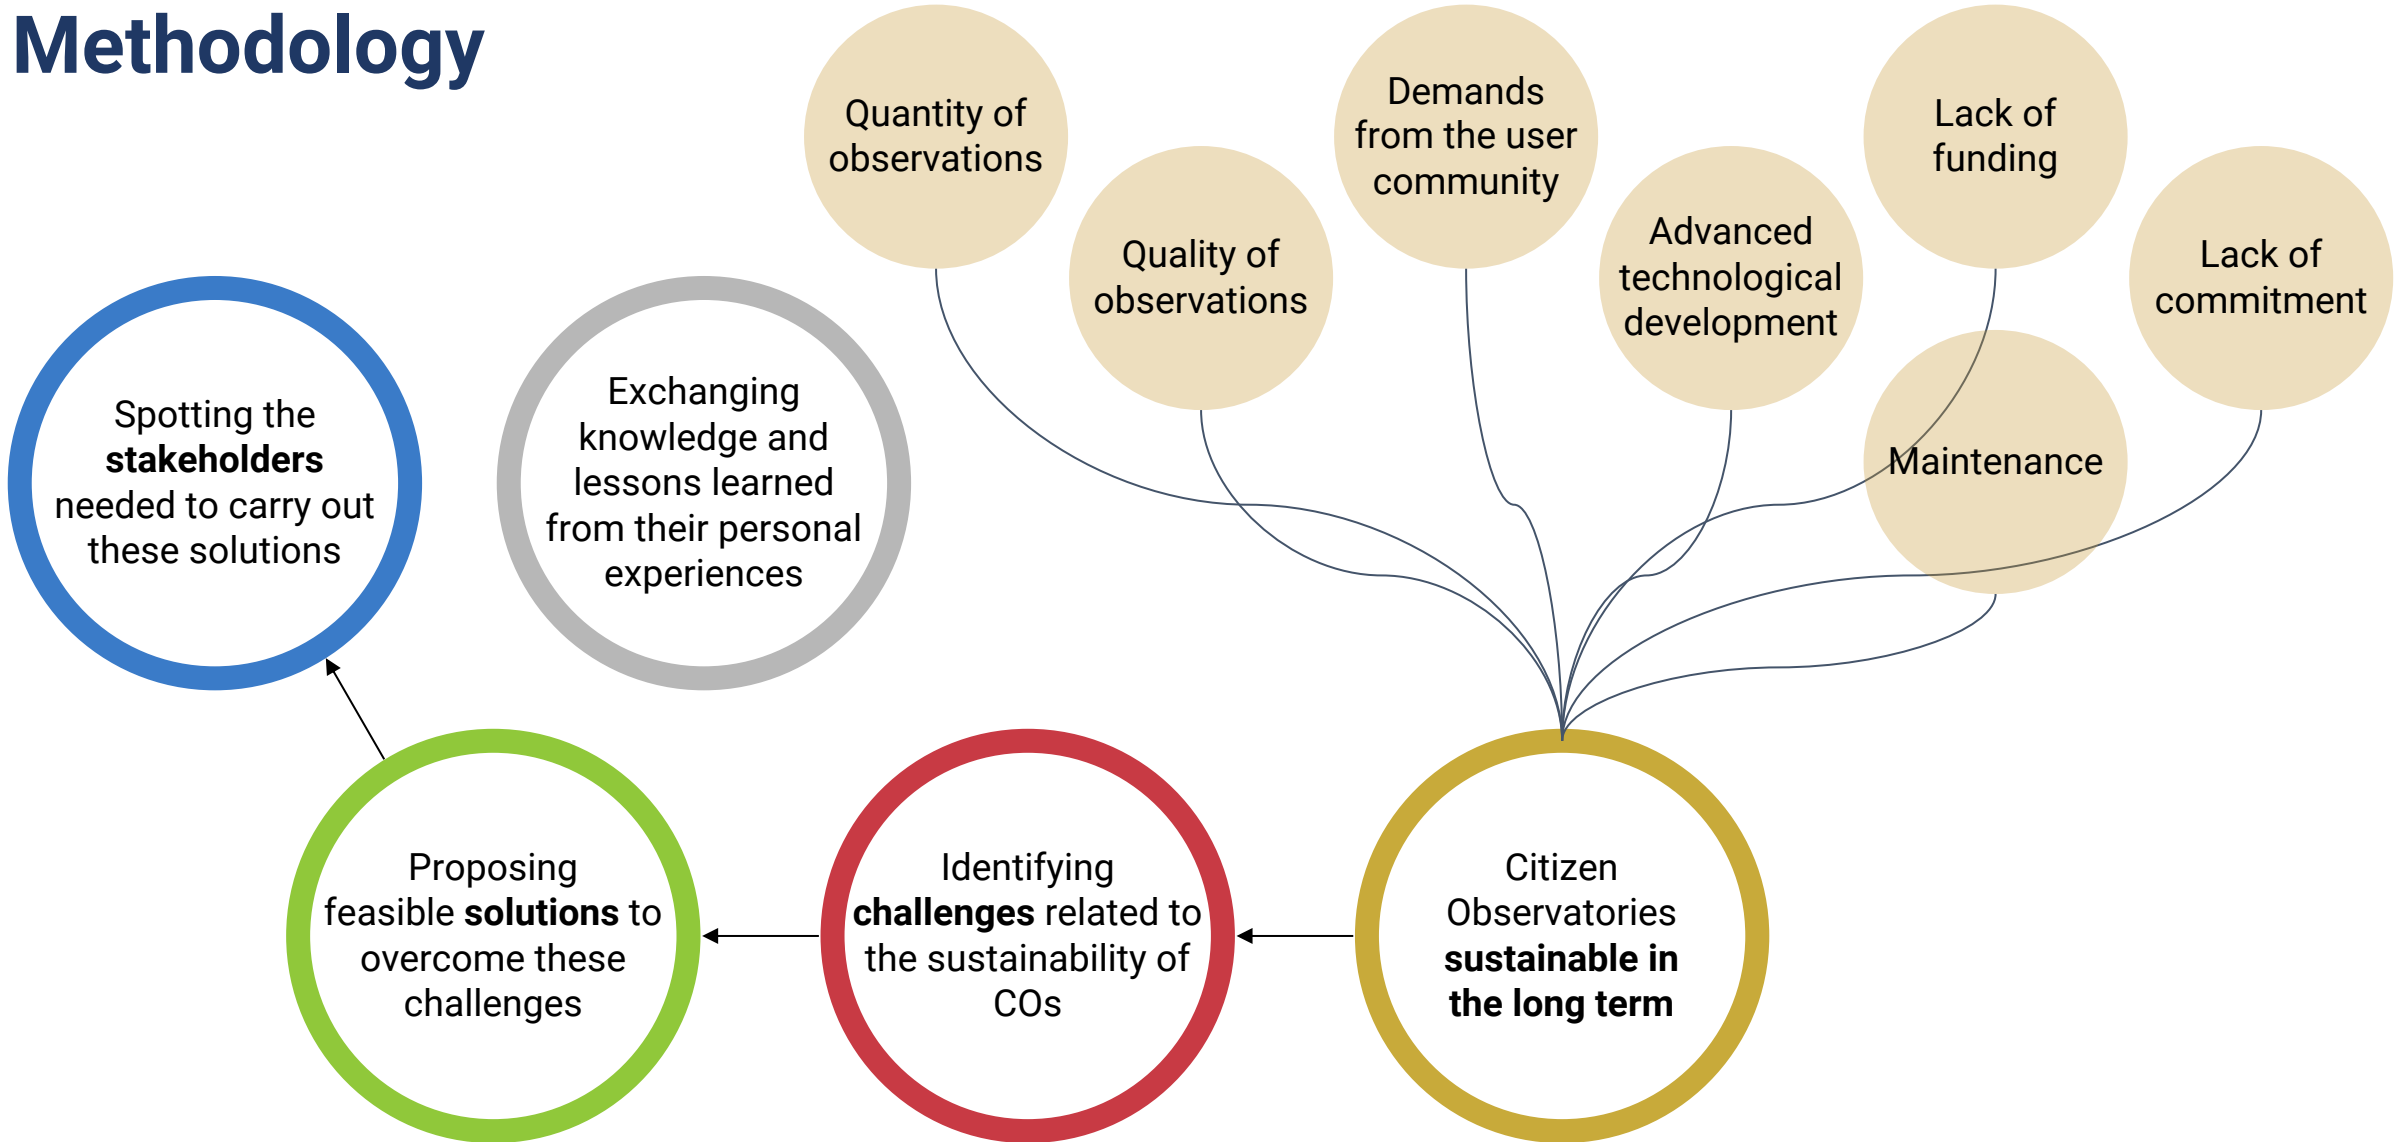 Methodology
Quantity of
observations
Quality of
observations
Demands
from the user
community
Advanced
technological
development
Lack of
funding
Lack of
commitment
Maintenance
Spotting the
stakeholders
needed to carry out
these solutions
Exchanging
knowledge and
lessons learned
from their personal
experiences
Proposing
feasible solutions to
overcome these
challenges
Identifying
challenges related to
the sustainability of
COs
Citizen
Observatories
sustainable in
the long term